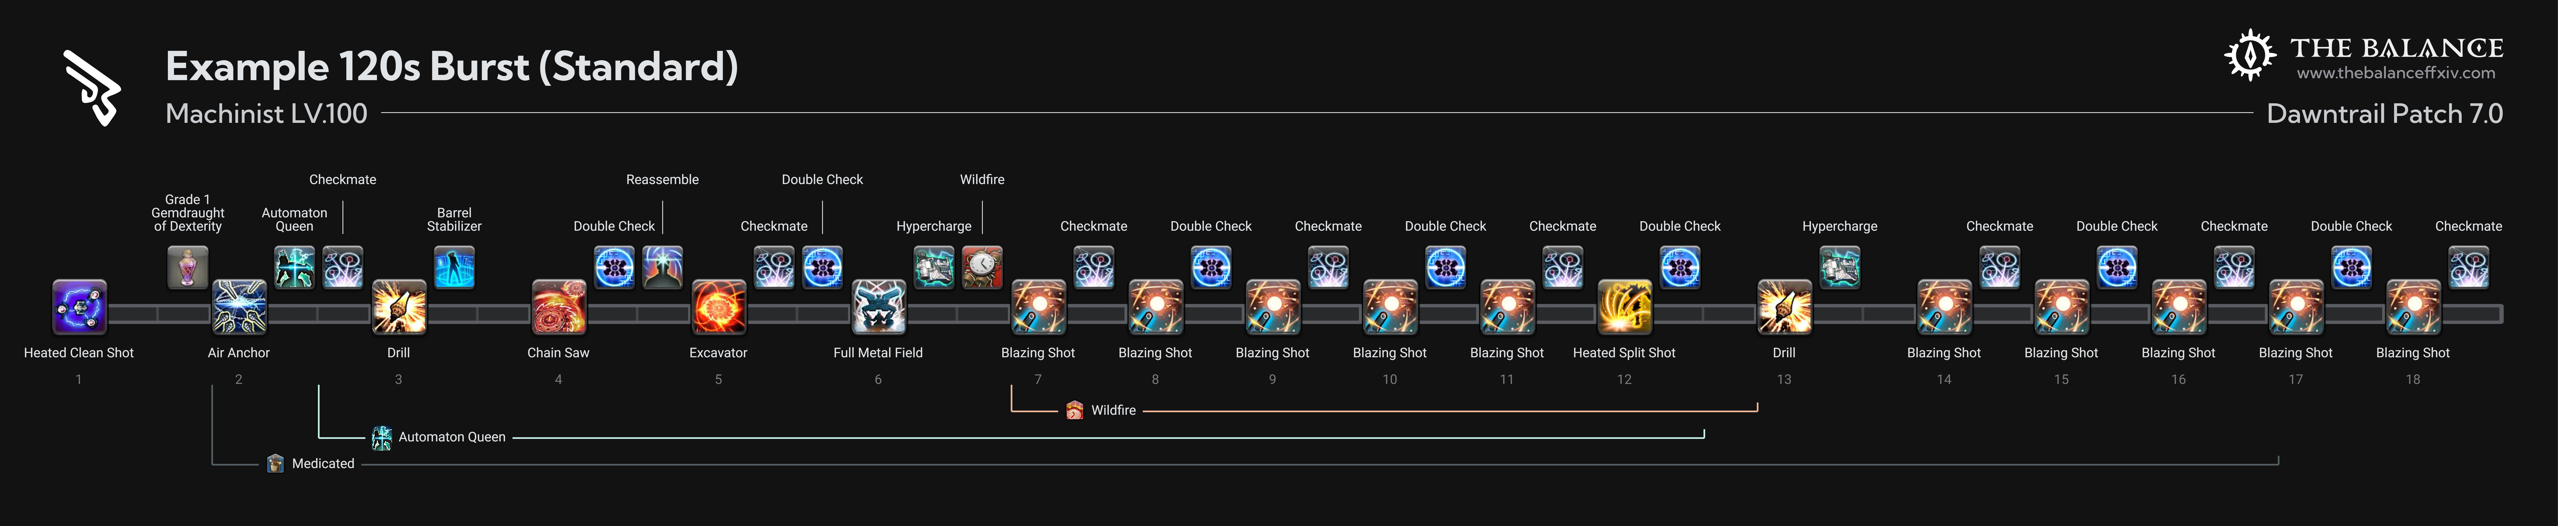 Example 120s Burst (Standard)
THE BALANCE
www.thebalanceffxiv.com
Machinist LV.100
Dawntrail Patch 7.0
Checkmate
Reassemble
Double Check
Wildfire
Grade 1
Gemdraught
of Dexterity
Automaton
Queen
Barrel
Stabilizer
Double Check
Checkmate
Hypercharge
Checkmate
Double Check
Checkmate
Double Check
Checkmate
Double Check
Hypercharge
Checkmate
Double Check
Checkmate
Double Check
Checkmate
Heated Clean Shot
Air Anchor
Drill
Chain Saw
Excavator
Full Metal Field
Blazing Shot
Blazing Shot
Blazing Shot
Blazing Shot
Blazing Shot
Heated Split Shot
Drill
Blazing Shot
Blazing Shot
Blazing Shot
Blazing Shot
Blazing Shot
1
2
3
4
5
6
7
8
9
10
11
12
13
14
15
16
17
18
Wildfire
Automaton Queen
Medicated